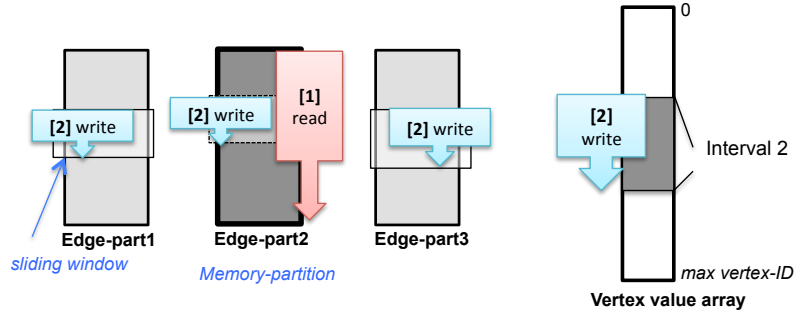 0
[2] write
[2] write
[1]
read
[2] write
[2]
write
Interval 2
Edge-part1
Edge-part2
Edge-part3
sliding window
Memory-partition
max vertex-ID
Vertex value array